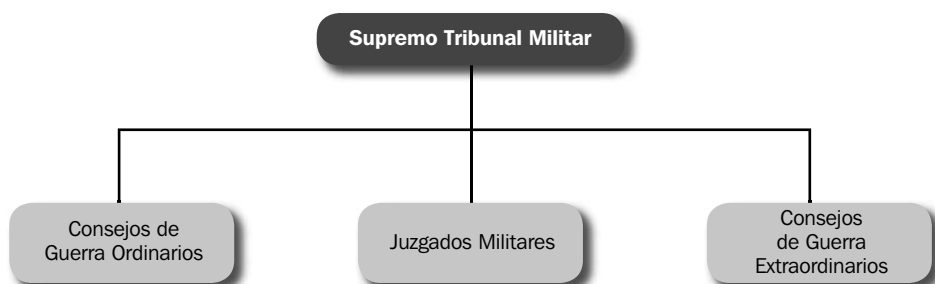 Supremo Tribunal Militar
Consejos de
Guerra Ordinarios
Juzgados Militares
Consejos
de Guerra
Extraordinarios